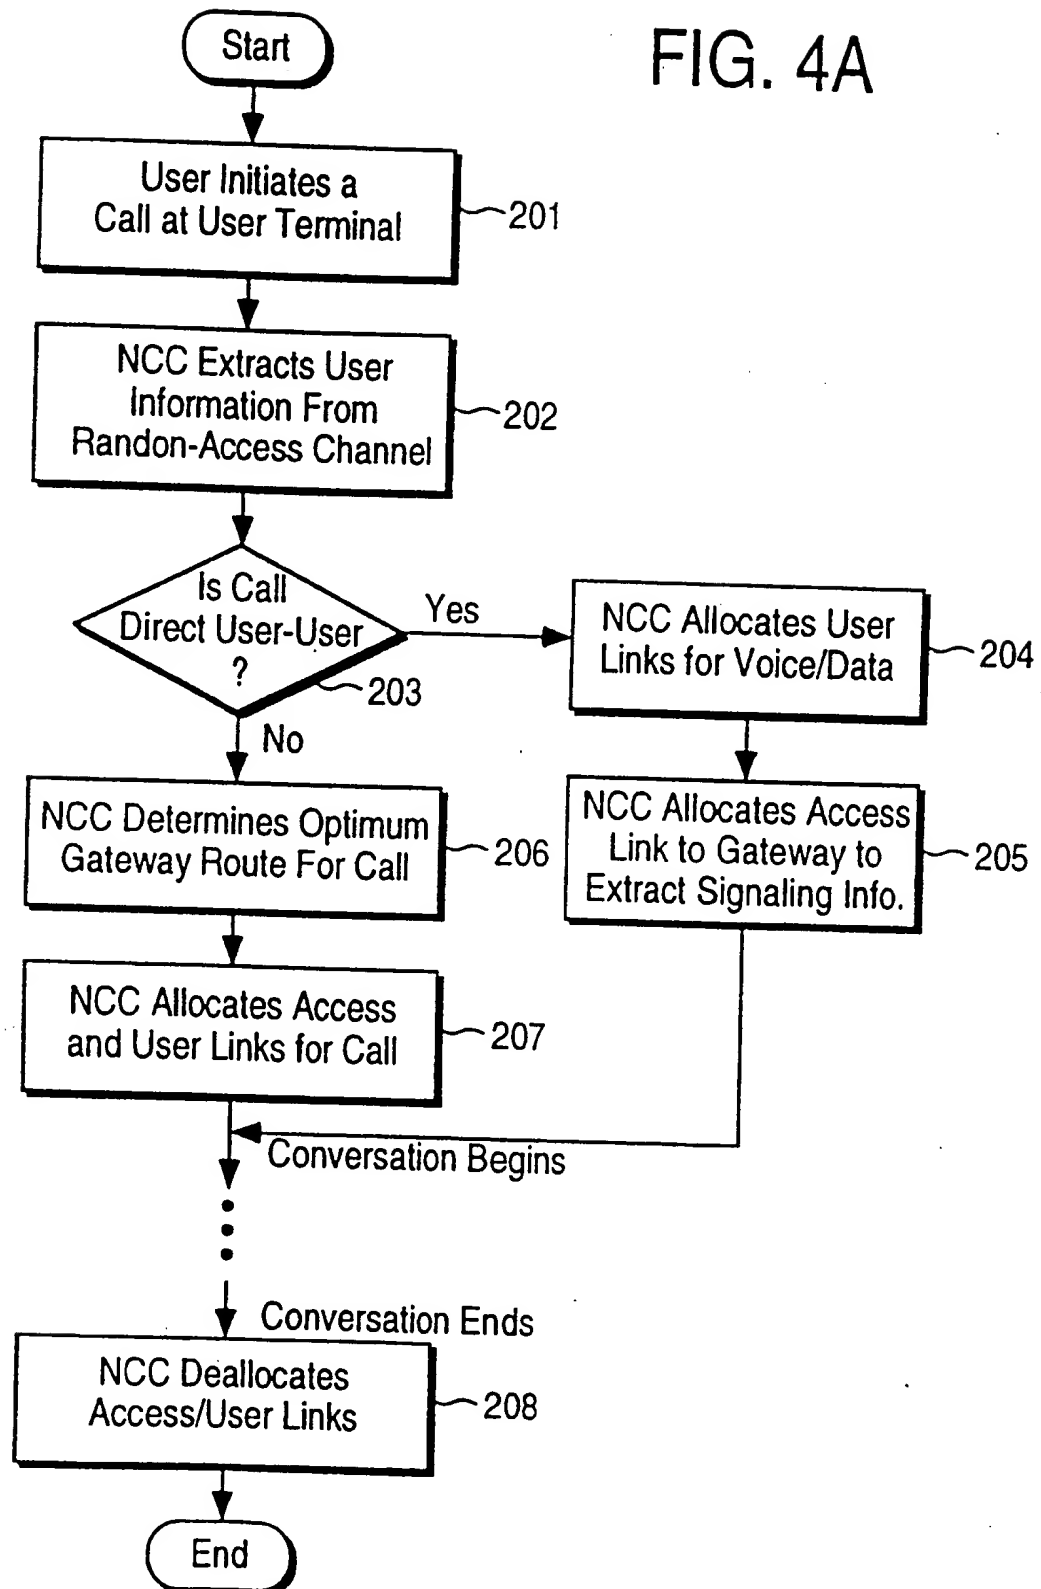 FIG. 4A
Start
User Initiates a
Call at User Terminal
201
NCC Extracts User
Information From
Randon-Access Channel
202
Is Call
Direct User-User
?
203
Yes
NCC Allocates User
Links for Voice/Data
204
NCC Allocates Access
Link to Gateway to
Extract Signaling Info.
205
No
NCC Determines Optimum
Gateway Route For Call
206
NCC Allocates Access
and User Links for Call
207
Conversation Begins
Conversation Ends
NCC Deallocates
Access/User Links
208
End